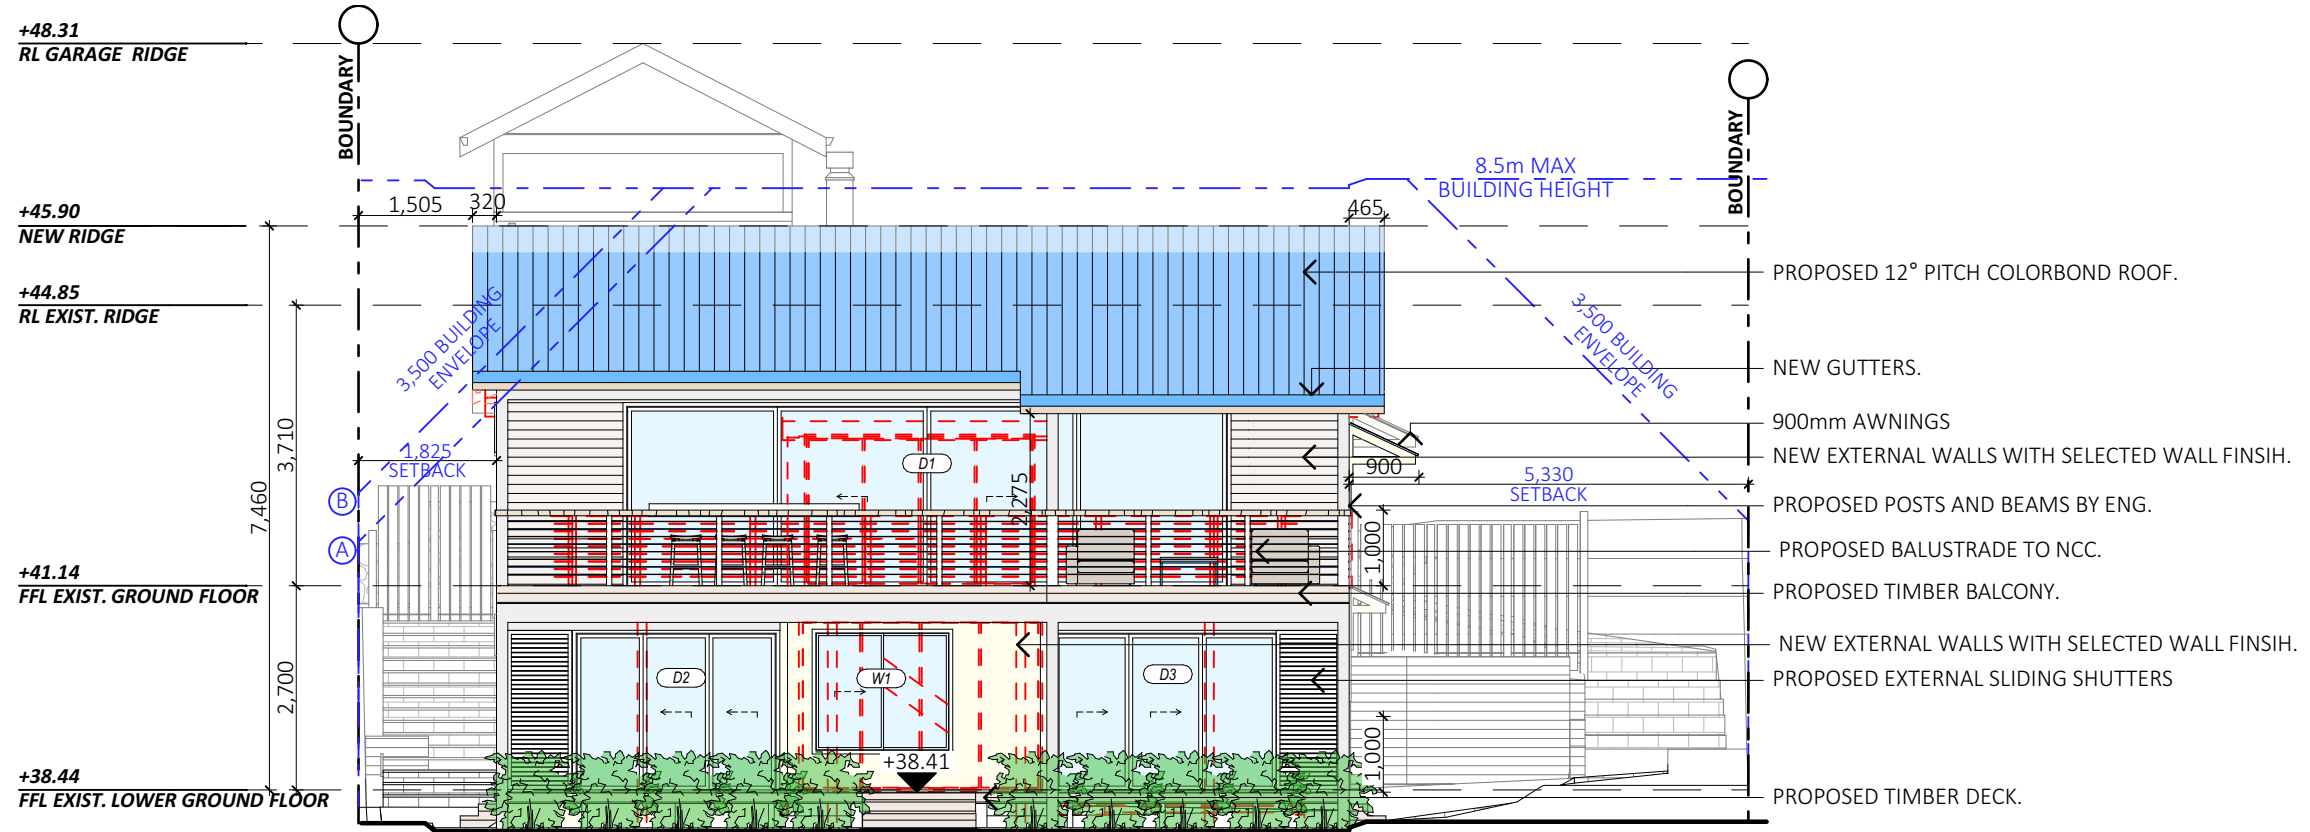 +48.31
RL GARAGE RIDGE
BOUNDARY
BOUNDARY
8.5m MAX
BUILDING HEIGHT
1,505
320
465
+45.90
NEW RIDGE
PROPOSED 12° PITCH COLORBOND ROOF.
+44.85
RL EXIST. RIDGE
3,500 BUILDING
ENVELOPE
3,500 BUILDING
ENVELOPE
NEW GUTTERS.
900mm AWNINGS
3,710
7,460
1,825
SETBACK
D1
900
NEW EXTERNAL WALLS WITH SELECTED WALL FINSIH.
5,330
SETBACK
2,275
B
PROPOSED POSTS AND BEAMS BY ENG.
A
1,000
PROPOSED BALUSTRADE TO NCC.
+41.14
FFL EXIST. GROUND FLOOR
PROPOSED TIMBER BALCONY.
NEW EXTERNAL WALLS WITH SELECTED WALL FINSIH.
2,700
D2
W1
D3
PROPOSED EXTERNAL SLIDING SHUTTERS
1,000
+38.41
+38.44
FFL EXIST. LOWER GROUND FLOOR
PROPOSED TIMBER DECK.